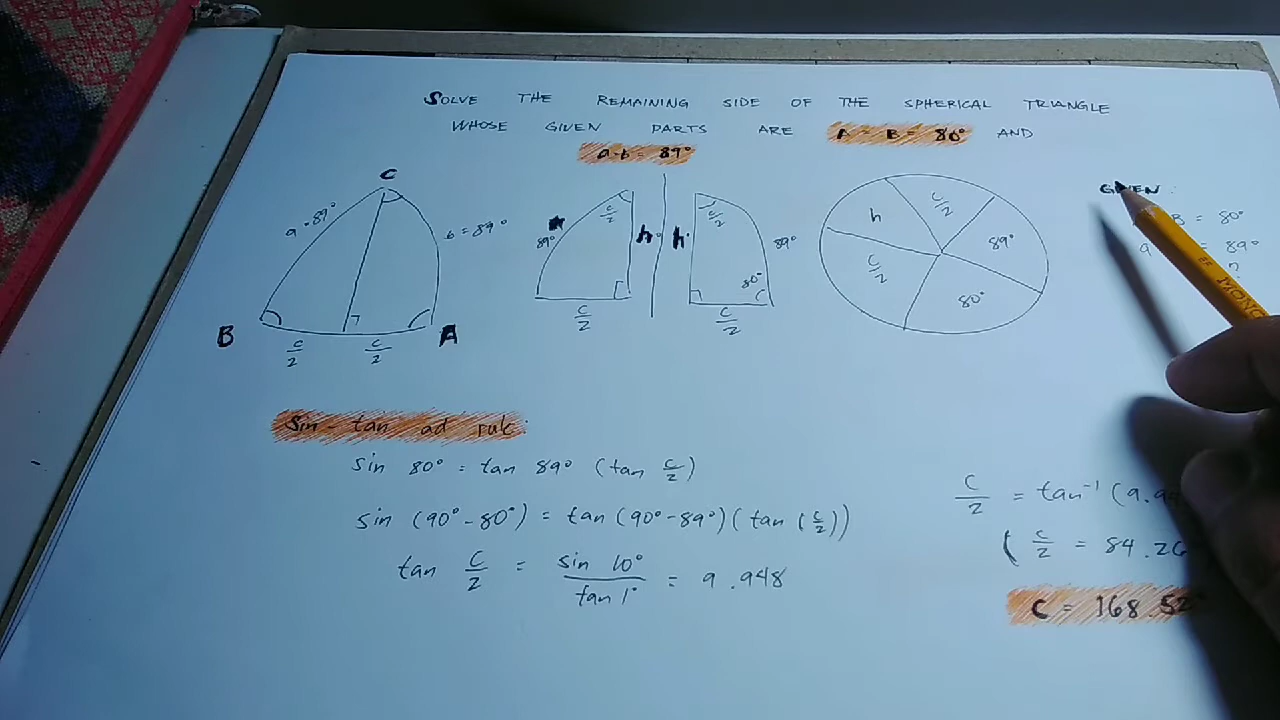 SOLVE THE REMAINING SIDE OF THE SPHERICAL TRIANGLE
WHOSE GIVEN PARTS ARE A = B = 80° AND
a=b= 89°
GIVEN :
B = 80°
a = 89°
?
C
a = 89°
b = 89°
B
A
c/2
c/2
c/2
89°
h
c/2
h
c/2
89°
80°
c/2
h
c/2
89°
80°
c/2
Sin - tan ad rule:
sin 80° = tan 89° (tan c/2)
sin (90° - 80°) = tan (90° - 89°) (tan (c/2))
tan c/2 = sin 10° / tan 1° = 9.948
c/2 = tan⁻¹ (9.9
( c/2 = 84.26
C = 168.52